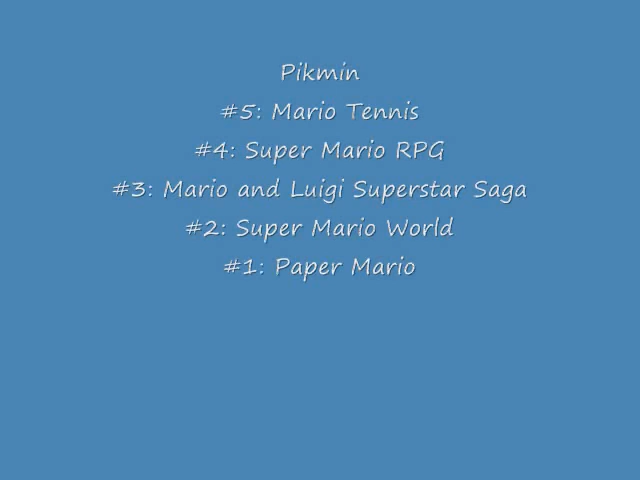 Pikmin
#5: Mario Tennis
#4: Super Mario RPG
#3: Mario and Luigi Superstar Saga
#2: Super Mario World
#1: Paper Mario